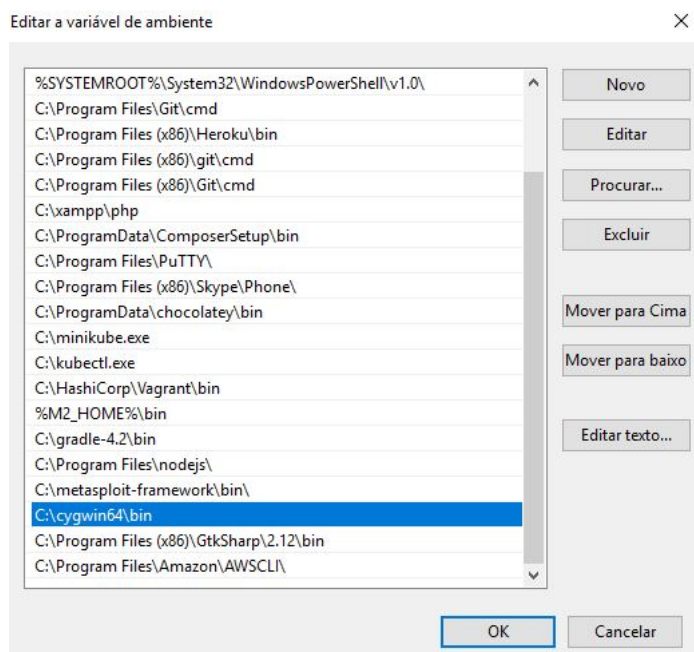 Editar a variável de ambiente
%SYSTEMROOT%\System32\WindowsPowerShell\v1.0\
C:\Program Files\Git\cmd
C:\Program Files (x86)\Heroku\bin
C:\Program Files (x86)\git\cmd
C:\Program Files (x86)\Git\cmd
C:\xampp\php
C:\ProgramData\ComposerSetup\bin
C:\Program Files\PuTTY\
C:\Program Files (x86)\Skype\Phone\
C:\ProgramData\chocolatey\bin
C:\minikube.exe
C:\kubectl.exe
C:\HashiCorp\Vagrant\bin
%M2_HOME%\bin
C:\gradle-4.2\bin
C:\Program Files\nodejs\
C:\metasploit-framework\bin\
C:\cygwin64\bin
C:\Program Files (x86)\GtkSharp\2.12\bin
C:\Program Files\Amazon\AWSCLI\
Novo
Editar
Procurar...
Excluir
Mover para Cima
Mover para baixo
Editar texto...
OK
Cancelar